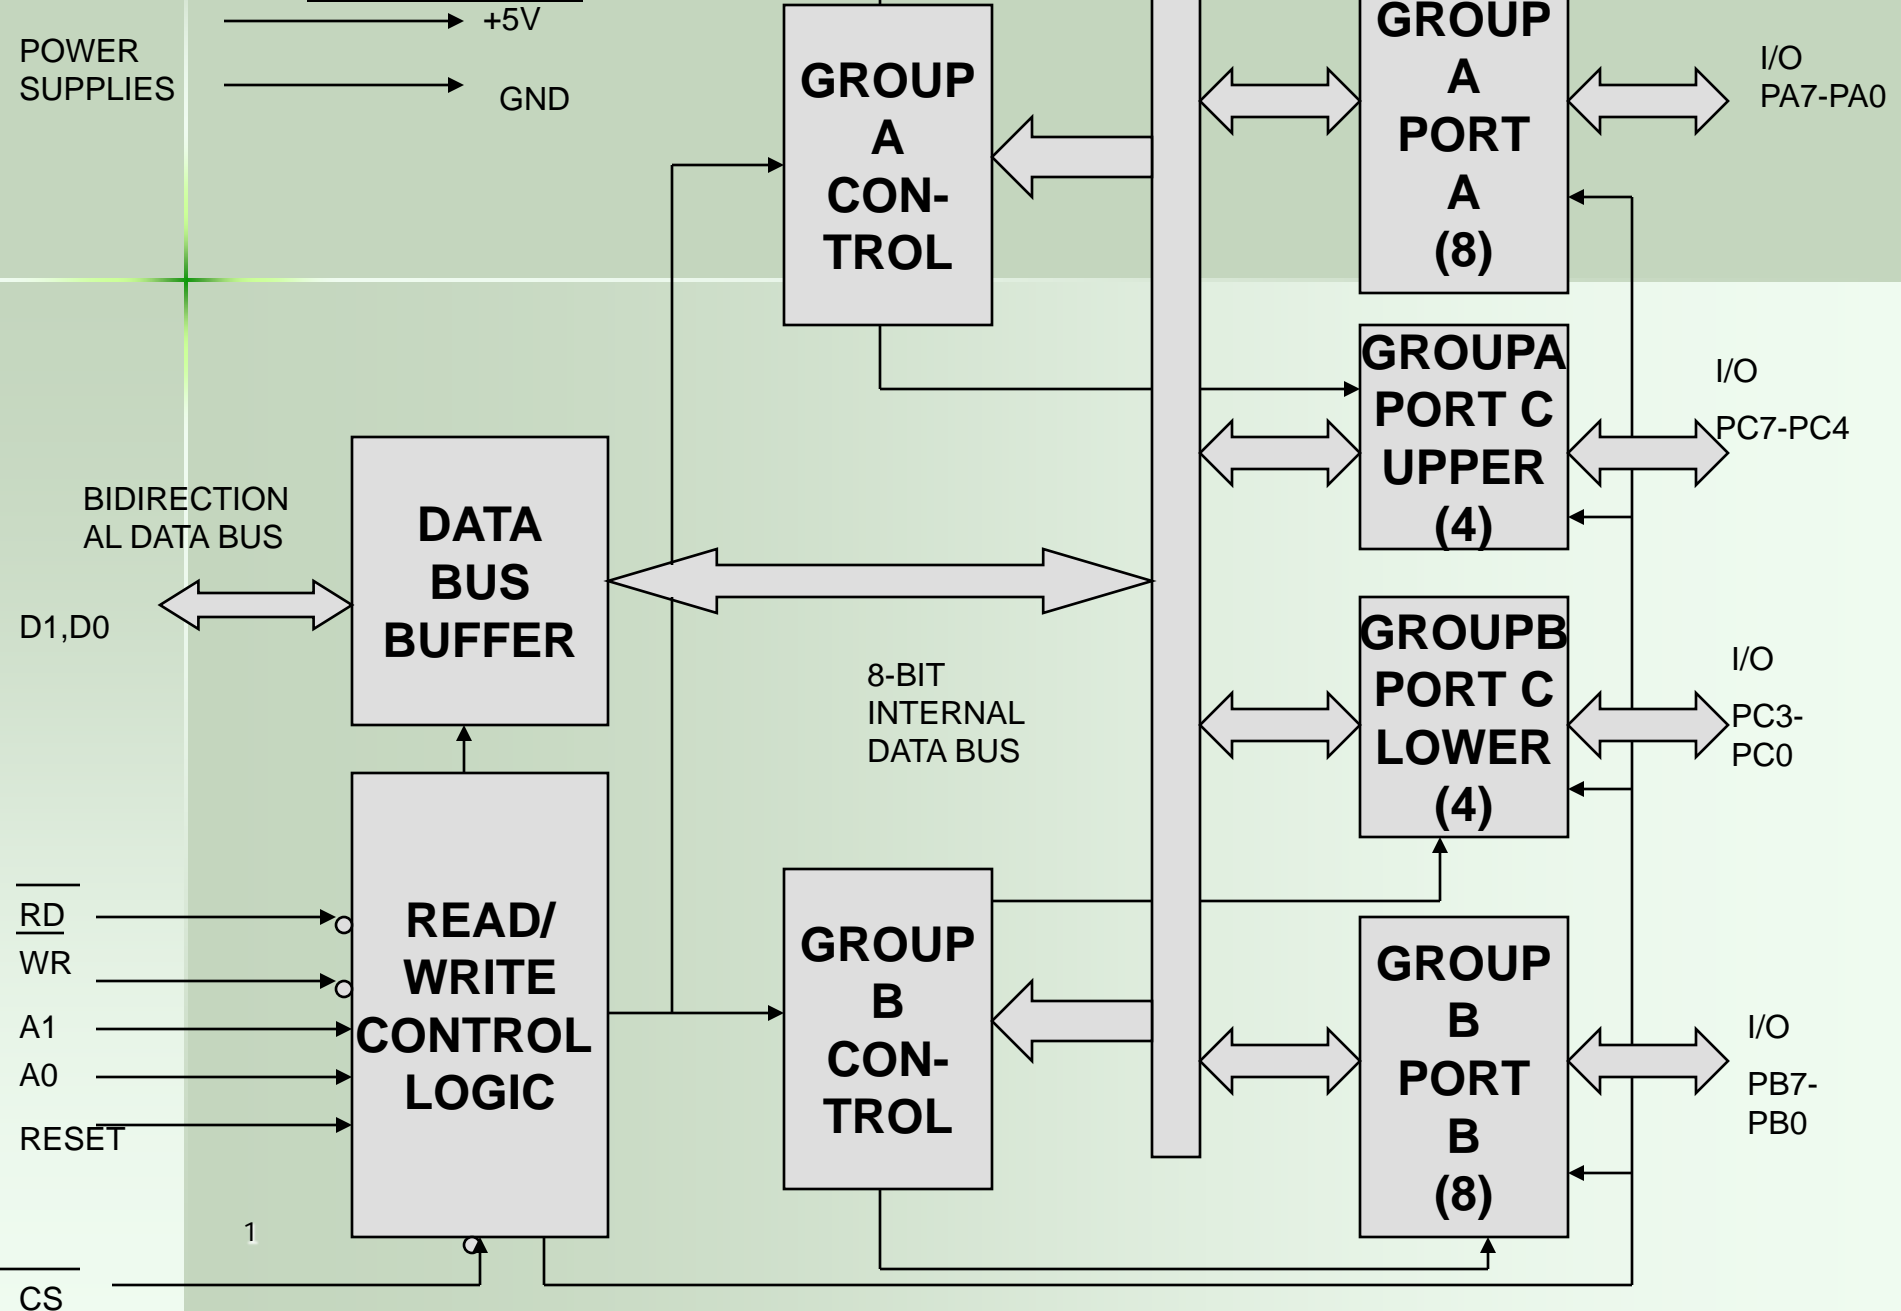 POWER
SUPPLIES
+5V
GND
GROUP
A
CON-
TROL
GROUP
A
PORT
A
(8)
I/O
PA7-PA0
GROUPA
PORT C
UPPER
(4)
I/O
PC7-PC4
BIDIRECTION
AL DATA BUS
D1,D0
DATA
BUS
BUFFER
8-BIT
INTERNAL
DATA BUS
GROUPB
PORT C
LOWER
(4)
I/O
PC3-
PC0
RD
WR
A1
A0
RESET
READ/
WRITE
CONTROL
LOGIC
GROUP
B
CON-
TROL
GROUP
B
PORT
B
(8)
I/O
PB7-
PB0
1
CS